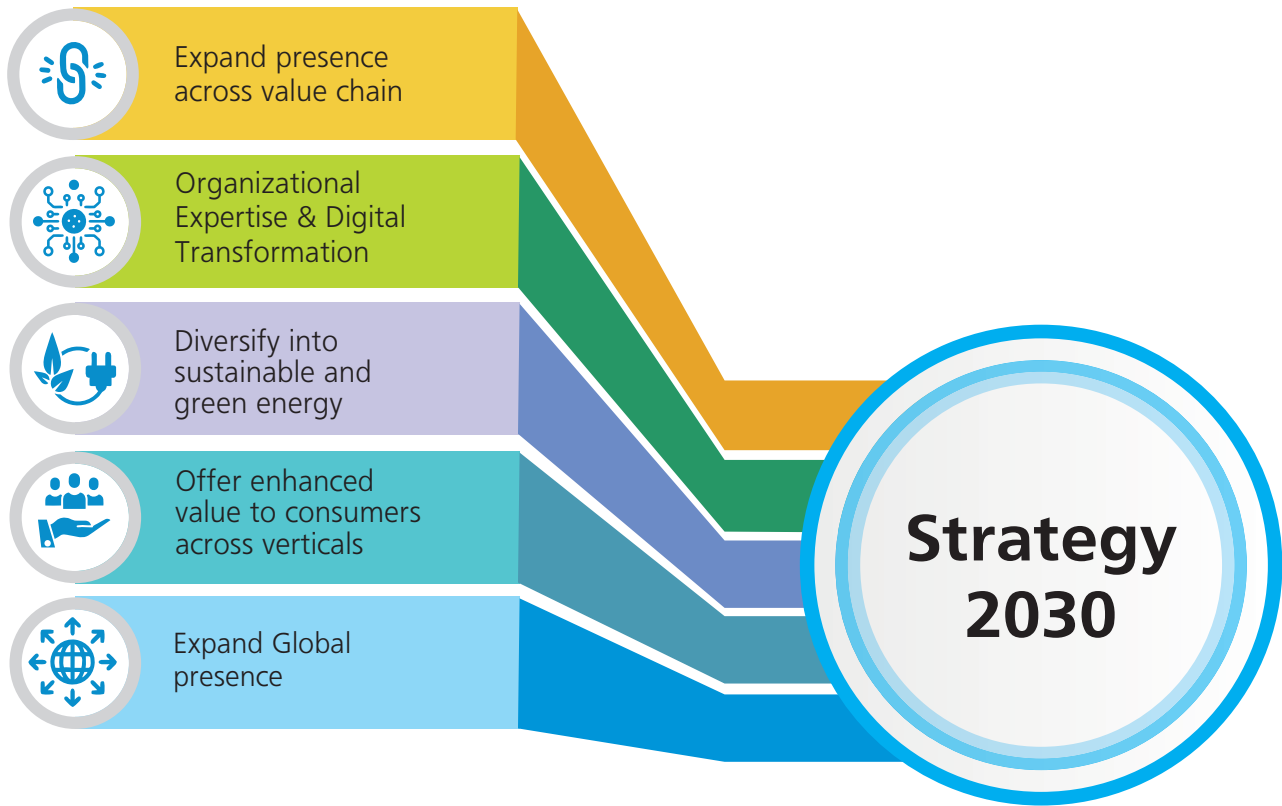 Expand presence
across value chain
Organizational
Expertise & Digital
Transformation
Diversify into
sustainable and
green energy
Offer enhanced
value to consumers
across verticals
Expand Global
presence
Strategy
2030